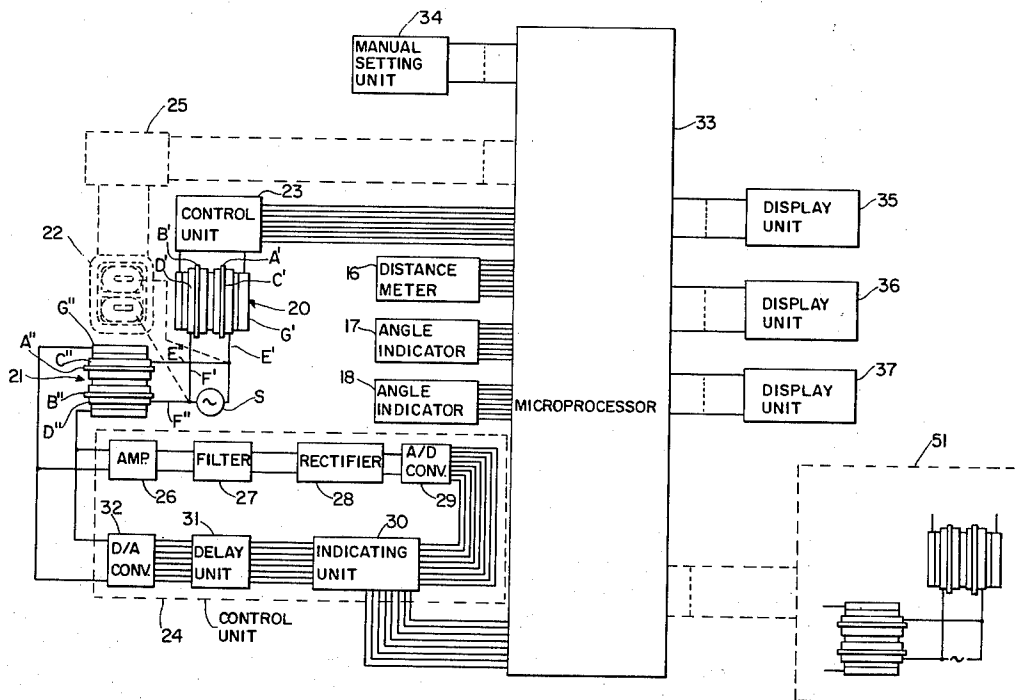 34
MANUAL
SETTING
UNIT
25
33
23
CONTROL
UNIT
35
DISPLAY
UNIT
22
B'
A'
D'
C'
16
DISTANCE
METER
20
G'
36
DISPLAY
UNIT
G"
17
ANGLE
INDICATOR
E"
E'
A"
C"
F'
21
B"
S
18
ANGLE
INDICATOR
MICROPROCESSOR
37
DISPLAY
UNIT
D"
F"
51
AMP.
FILTER
RECTIFIER
A/D
CONV.
26
27
28
29
32
31
30
D/A
CONV.
DELAY
UNIT
INDICATING
UNIT
24
CONTROL
UNIT
~